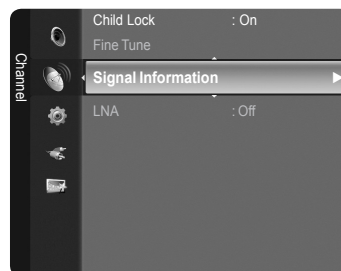 Channel
Child Lock : On
Fine Tune
Signal Information
LNA : Off